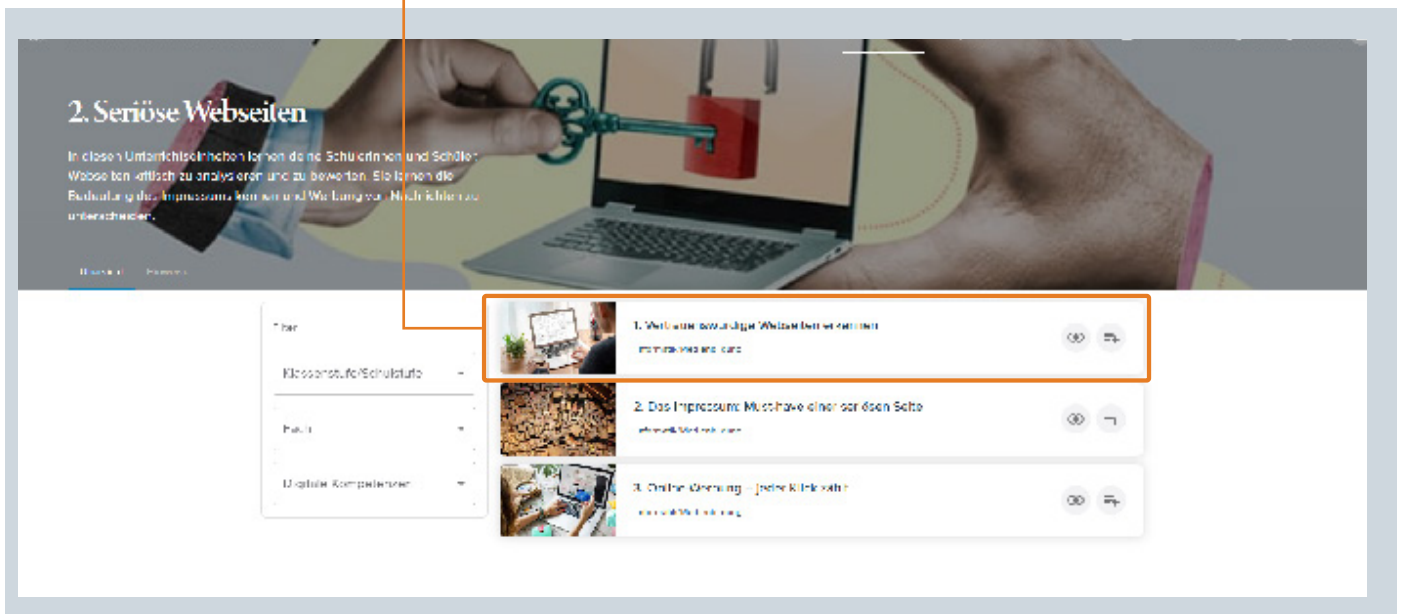 2. Seriöse Webseiten
In diesen Unterrichtseinheiten lernen deine Schülerinnen und Schüler,
Webseiten kritisch zu analysieren und zu bewerten. Sie lernen die
Bedeutung des Impressums kennen und Werbung von Nachrichten zu
unterscheiden.
Filter
Klassenstufe/Schulstufe
Fach
Digitale Kompetenzen
1. Vertrauenswürdige Webseiten erkennen
2. Das Impressum: Must-have einer seriösen Seite
3. Online-Werbung – jeder Klick zählt